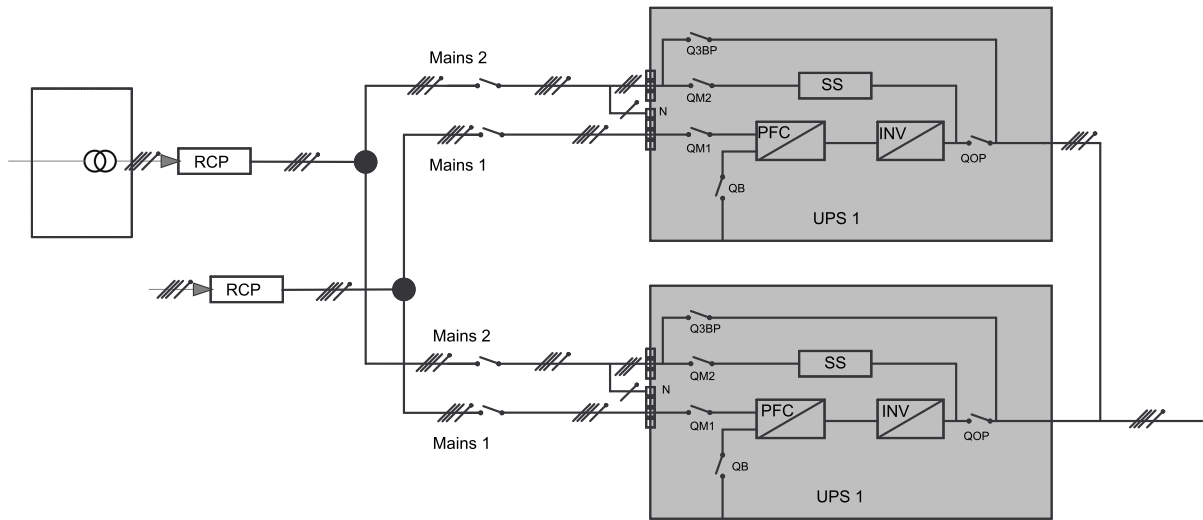 Mains 2
Q3BP
QM2
SS
N
RCP
PFC
INV
QM1
QOP
Mains 1
QB
UPS 1
RCP
Mains 2
Q3BP
QM2
SS
N
PFC
INV
QM1
QOP
Mains 1
QB
UPS 1